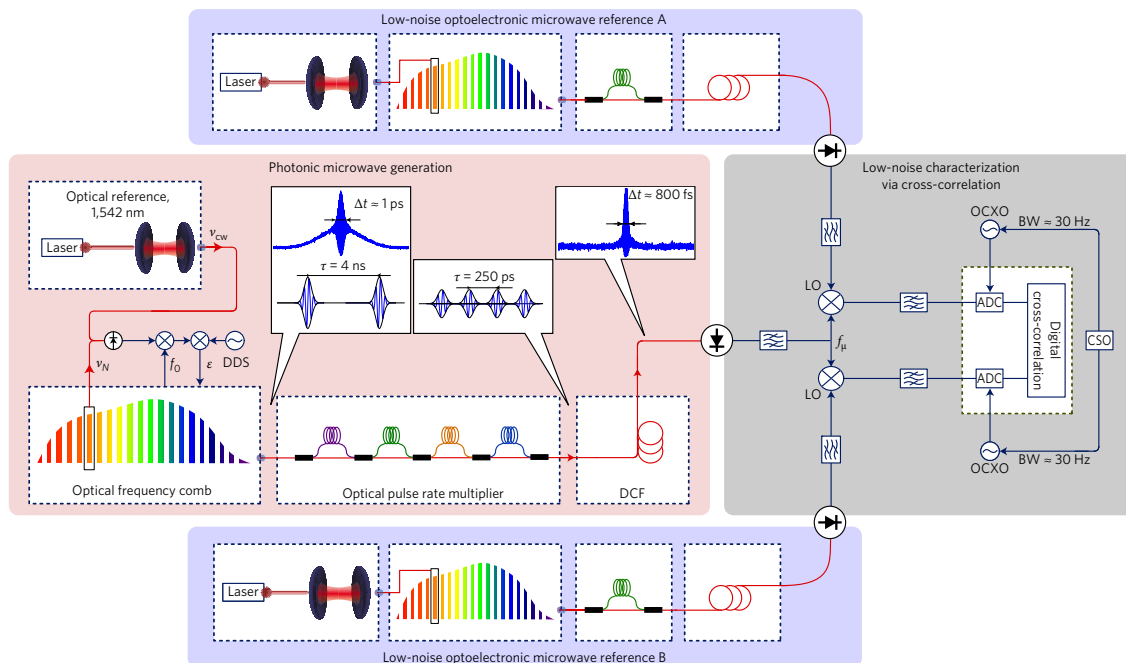 Low-noise optoelectronic microwave reference A
Laser
Photonic microwave generation
Optical reference,
1,542 nm
Laser
ν_cw
Δt ≈ 1 ps
τ = 4 ns
τ = 250 ps
Δt ≈ 800 fs
ν_N
f_0
ε
DDS
Optical frequency comb
Optical pulse rate multiplier
DCF
Low-noise characterization
via cross-correlation
OCXO
BW ≈ 30 Hz
LO
ADC
Digital
cross-correlation
CSO
f_μ
LO
ADC
OCXO
BW ≈ 30 Hz
Laser
Low-noise optoelectronic microwave reference B